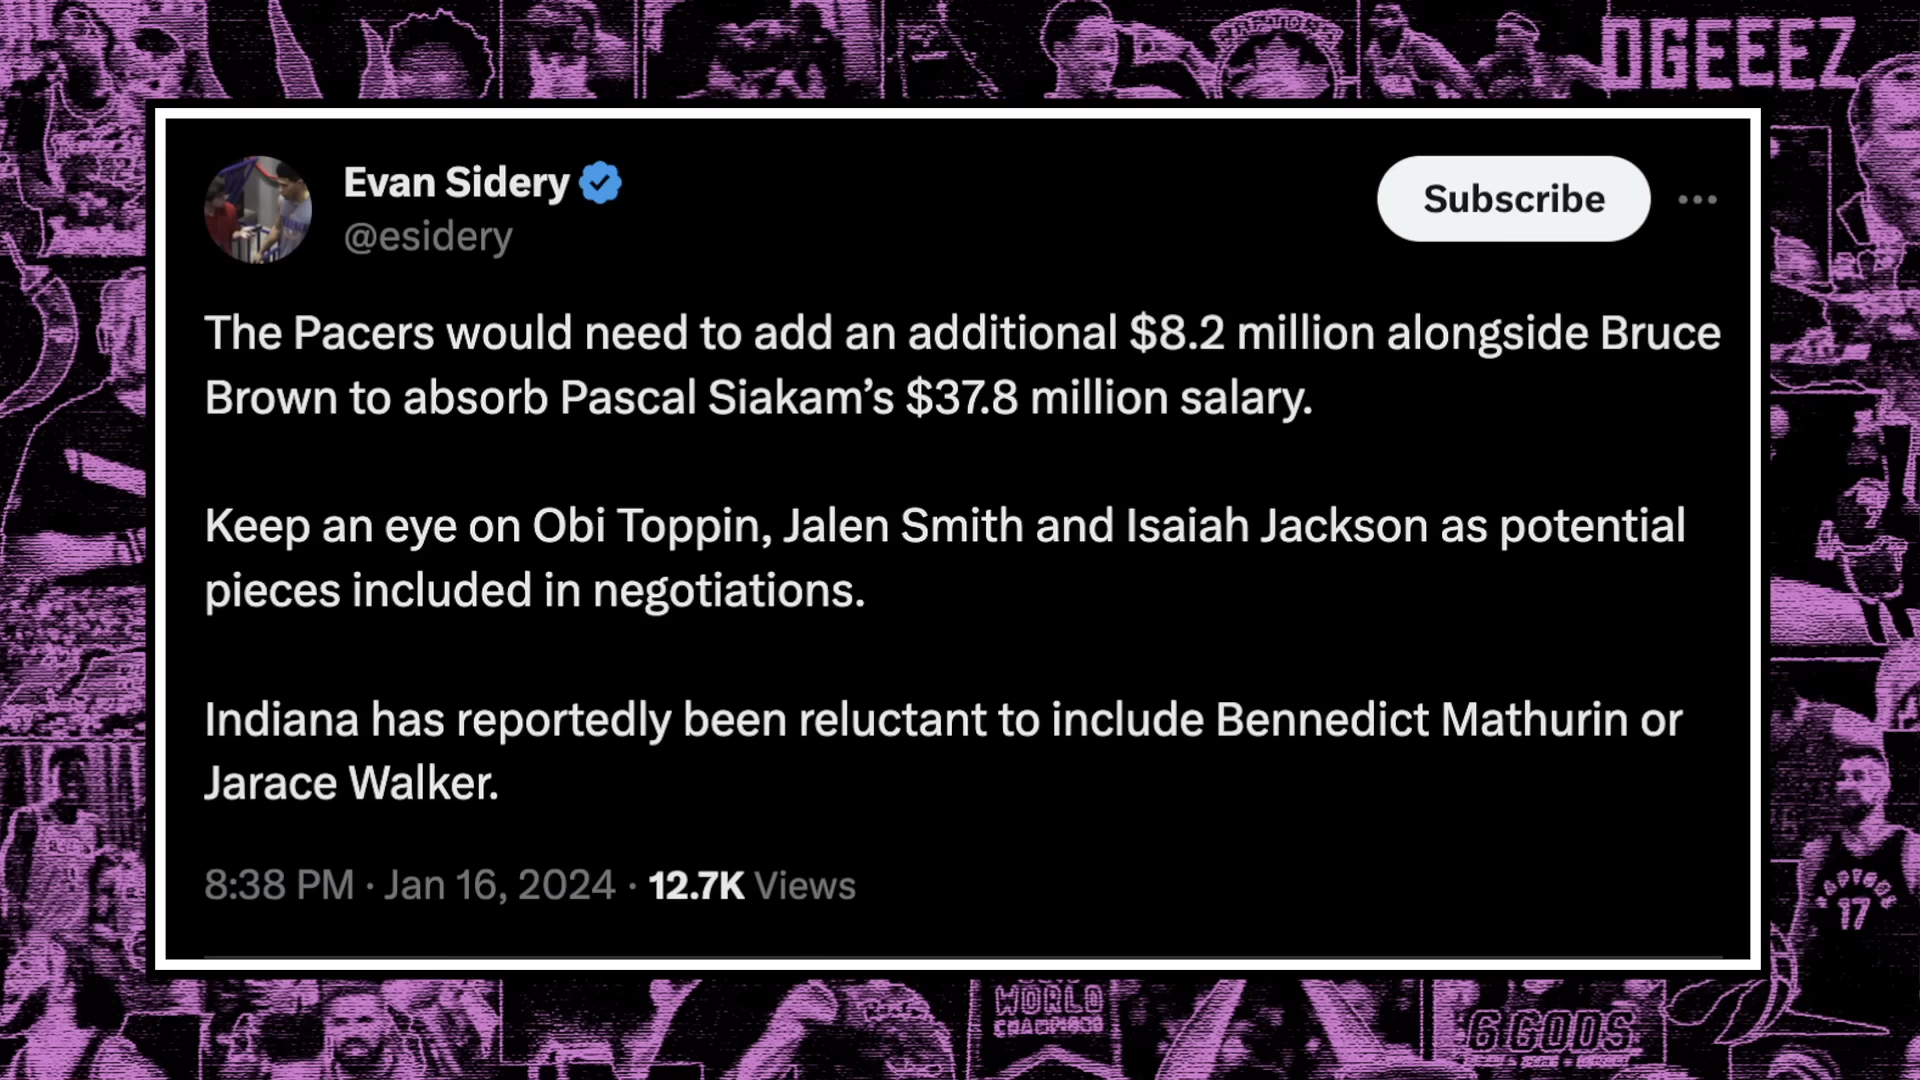 OGEEEZ
Evan Sidery
@esidery
Subscribe
The Pacers would need to add an additional $8.2 million alongside Bruce
Brown to absorb Pascal Siakam’s $37.8 million salary.
Keep an eye on Obi Toppin, Jalen Smith and Isaiah Jackson as potential
pieces included in negotiations.
Indiana has reportedly been reluctant to include Bennedict Mathurin or
Jarace Walker.
8:38 PM · Jan 16, 2024 · 12.7K Views
17
WORLD
CHAMPIONS
6 GODS